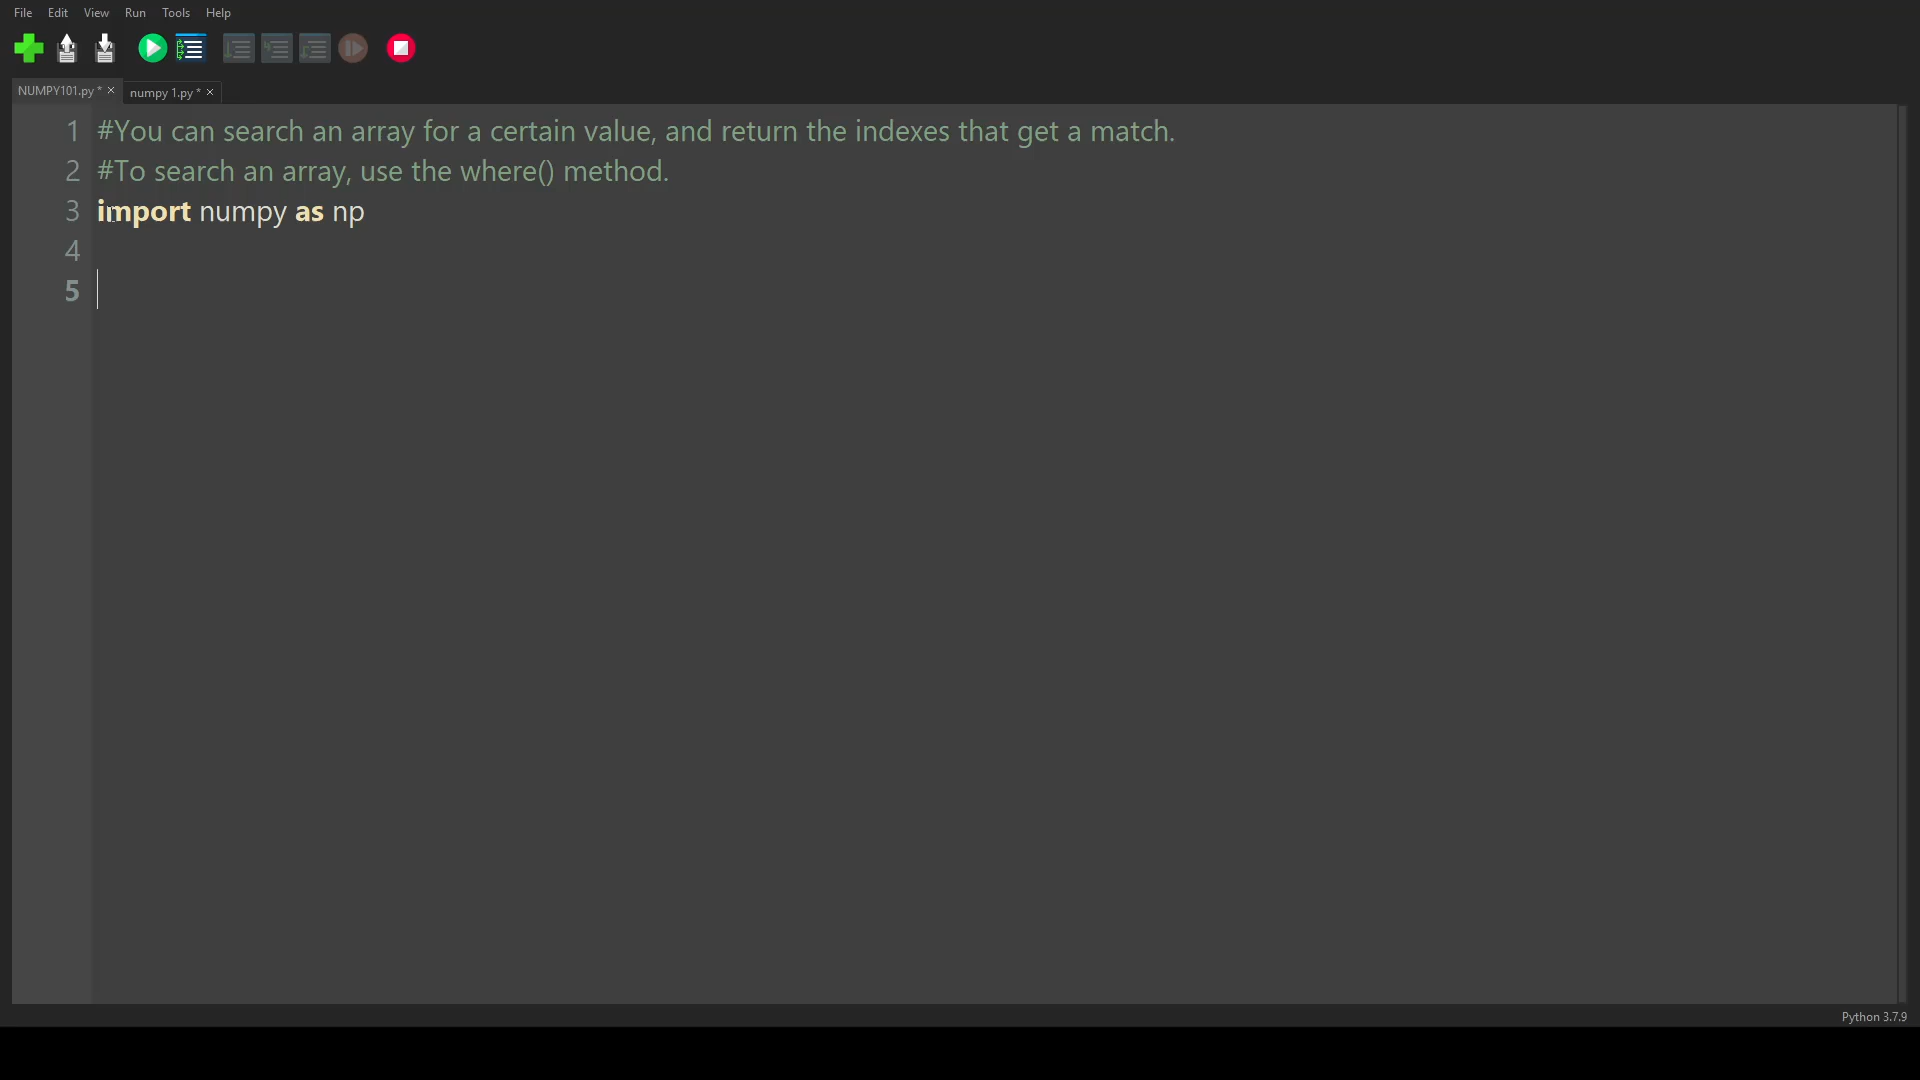 File Edit View Run Tools Help
NUMPY101.py * × numpy 1.py * ×
1 #You can search an array for a certain value, and return the indexes that get a match.
2 #To search an array, use the where() method.
3 import numpy as np
4
5
Python 3.7.9